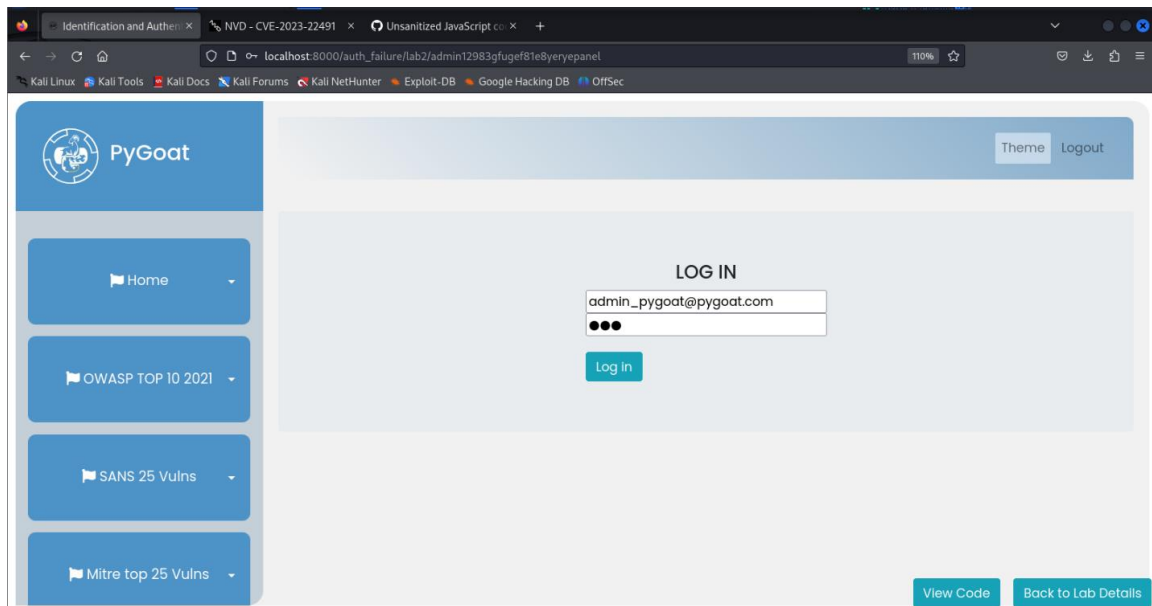 Identification and Authen
NVD - CVE-2023-22491
Unsanitized JavaScript co
localhost:8000/auth_failure/lab2/admin12983gfugef81e8yeryepanel
110%
Kali Linux Kali Tools Kali Docs Kali Forums Kali NetHunter Exploit-DB Google Hacking DB OffSec
PyGoat
Theme Logout
LOG IN
admin_pygoat@pygoat.com
●●●
Log in
Home
OWASP TOP 10 2021
SANS 25 Vulns
Mitre top 25 Vulns
View Code Back to Lab Details